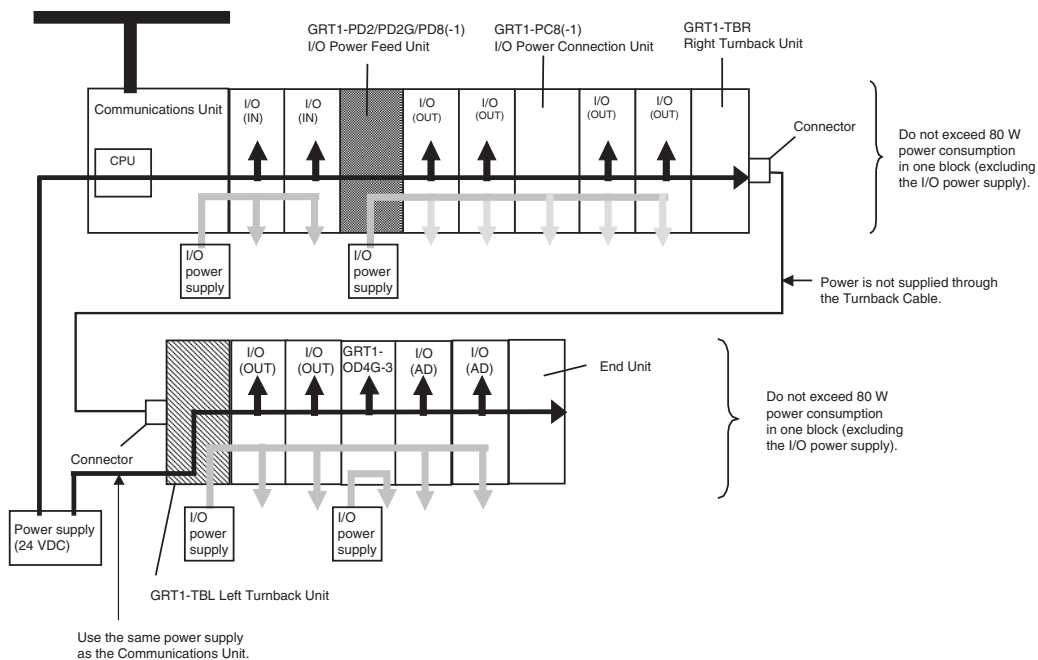 GRT1-PD2/PD2G/PD8(-1)
I/O Power Feed Unit
GRT1-PC8(-1)
I/O Power Connection Unit
GRT1-TBR
Right Turnback Unit
Communications Unit
CPU
I/O
(IN)
I/O
(IN)
I/O
(OUT)
I/O
(OUT)
I/O
(OUT)
I/O
(OUT)
Connector
Do not exceed 80 W
power consumption
in one block (excluding
the I/O power supply).
I/O
power
supply
I/O
power
supply
Power is not supplied through
the Turnback Cable.
I/O
(OUT)
I/O
(OUT)
GRT1-
OD4G-3
I/O
(AD)
I/O
(AD)
End Unit
Do not exceed 80 W
power consumption
in one block (excluding
the I/O power supply).
Connector
Power supply
(24 VDC)
I/O
power
supply
I/O
power
supply
GRT1-TBL Left Turnback Unit
Use the same power supply
as the Communications Unit.